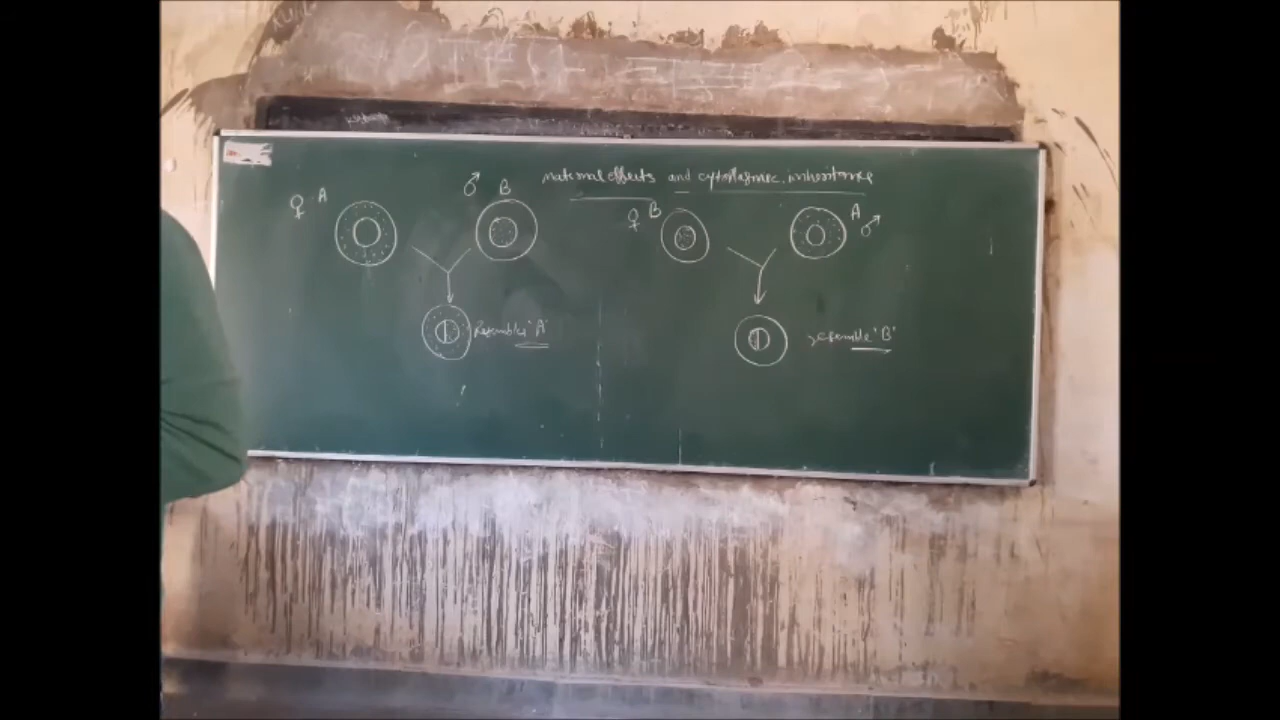 maternal effects and cytoplasmic inheritance
♀ A
♂ B
♀ B
A ♂
Resemble 'A'
resemble 'B'